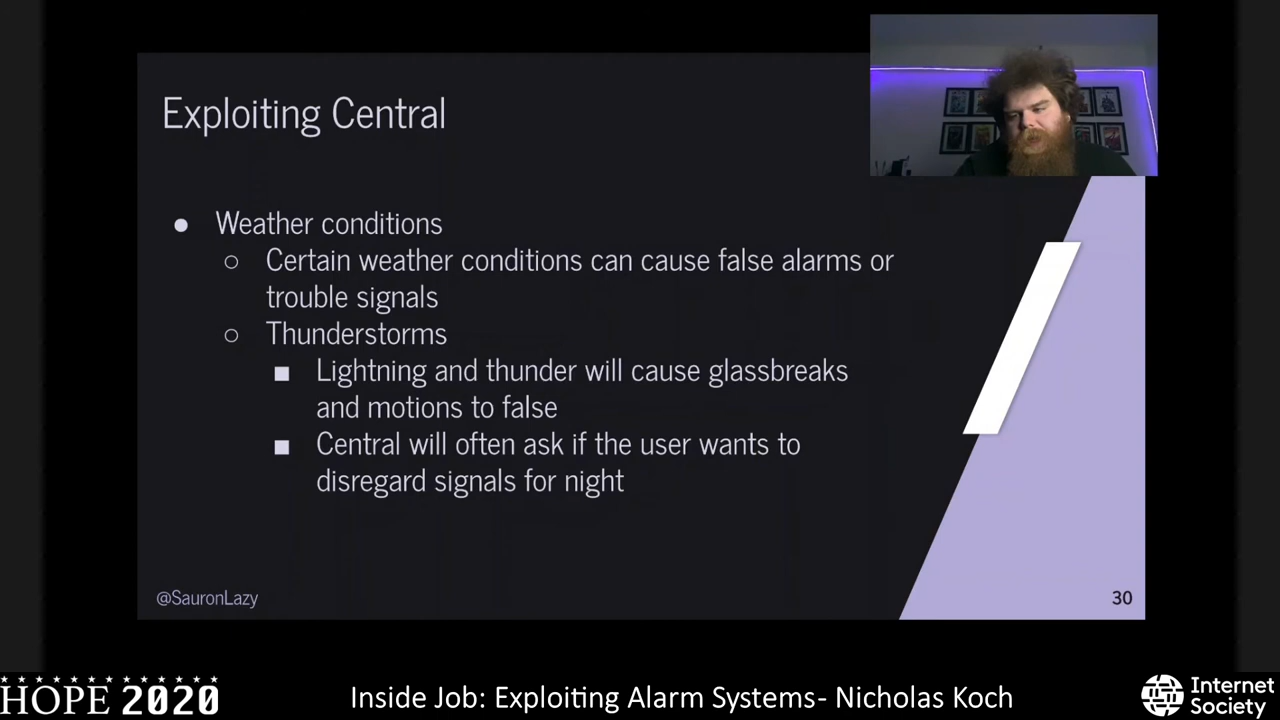 Exploiting Central
● Weather conditions
○ Certain weather conditions can cause false alarms or
trouble signals
○ Thunderstorms
■ Lightning and thunder will cause glassbreaks
and motions to false
■ Central will often ask if the user wants to
disregard signals for night
@SauronLazy
30
HOPE 2020
Inside Job: Exploiting Alarm Systems- Nicholas Koch
Internet
Society